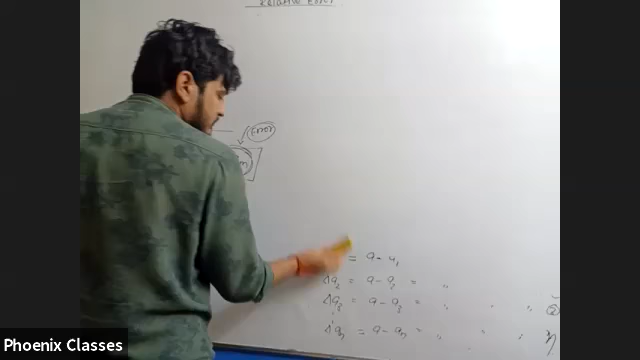 Relative Error
Error
= a - a₁
Δa₂ = a - a₂ = "
Δa₃ = a - a₃ = " " "
Δaₙ = a - aₙ = " " "
Phoenix Classes